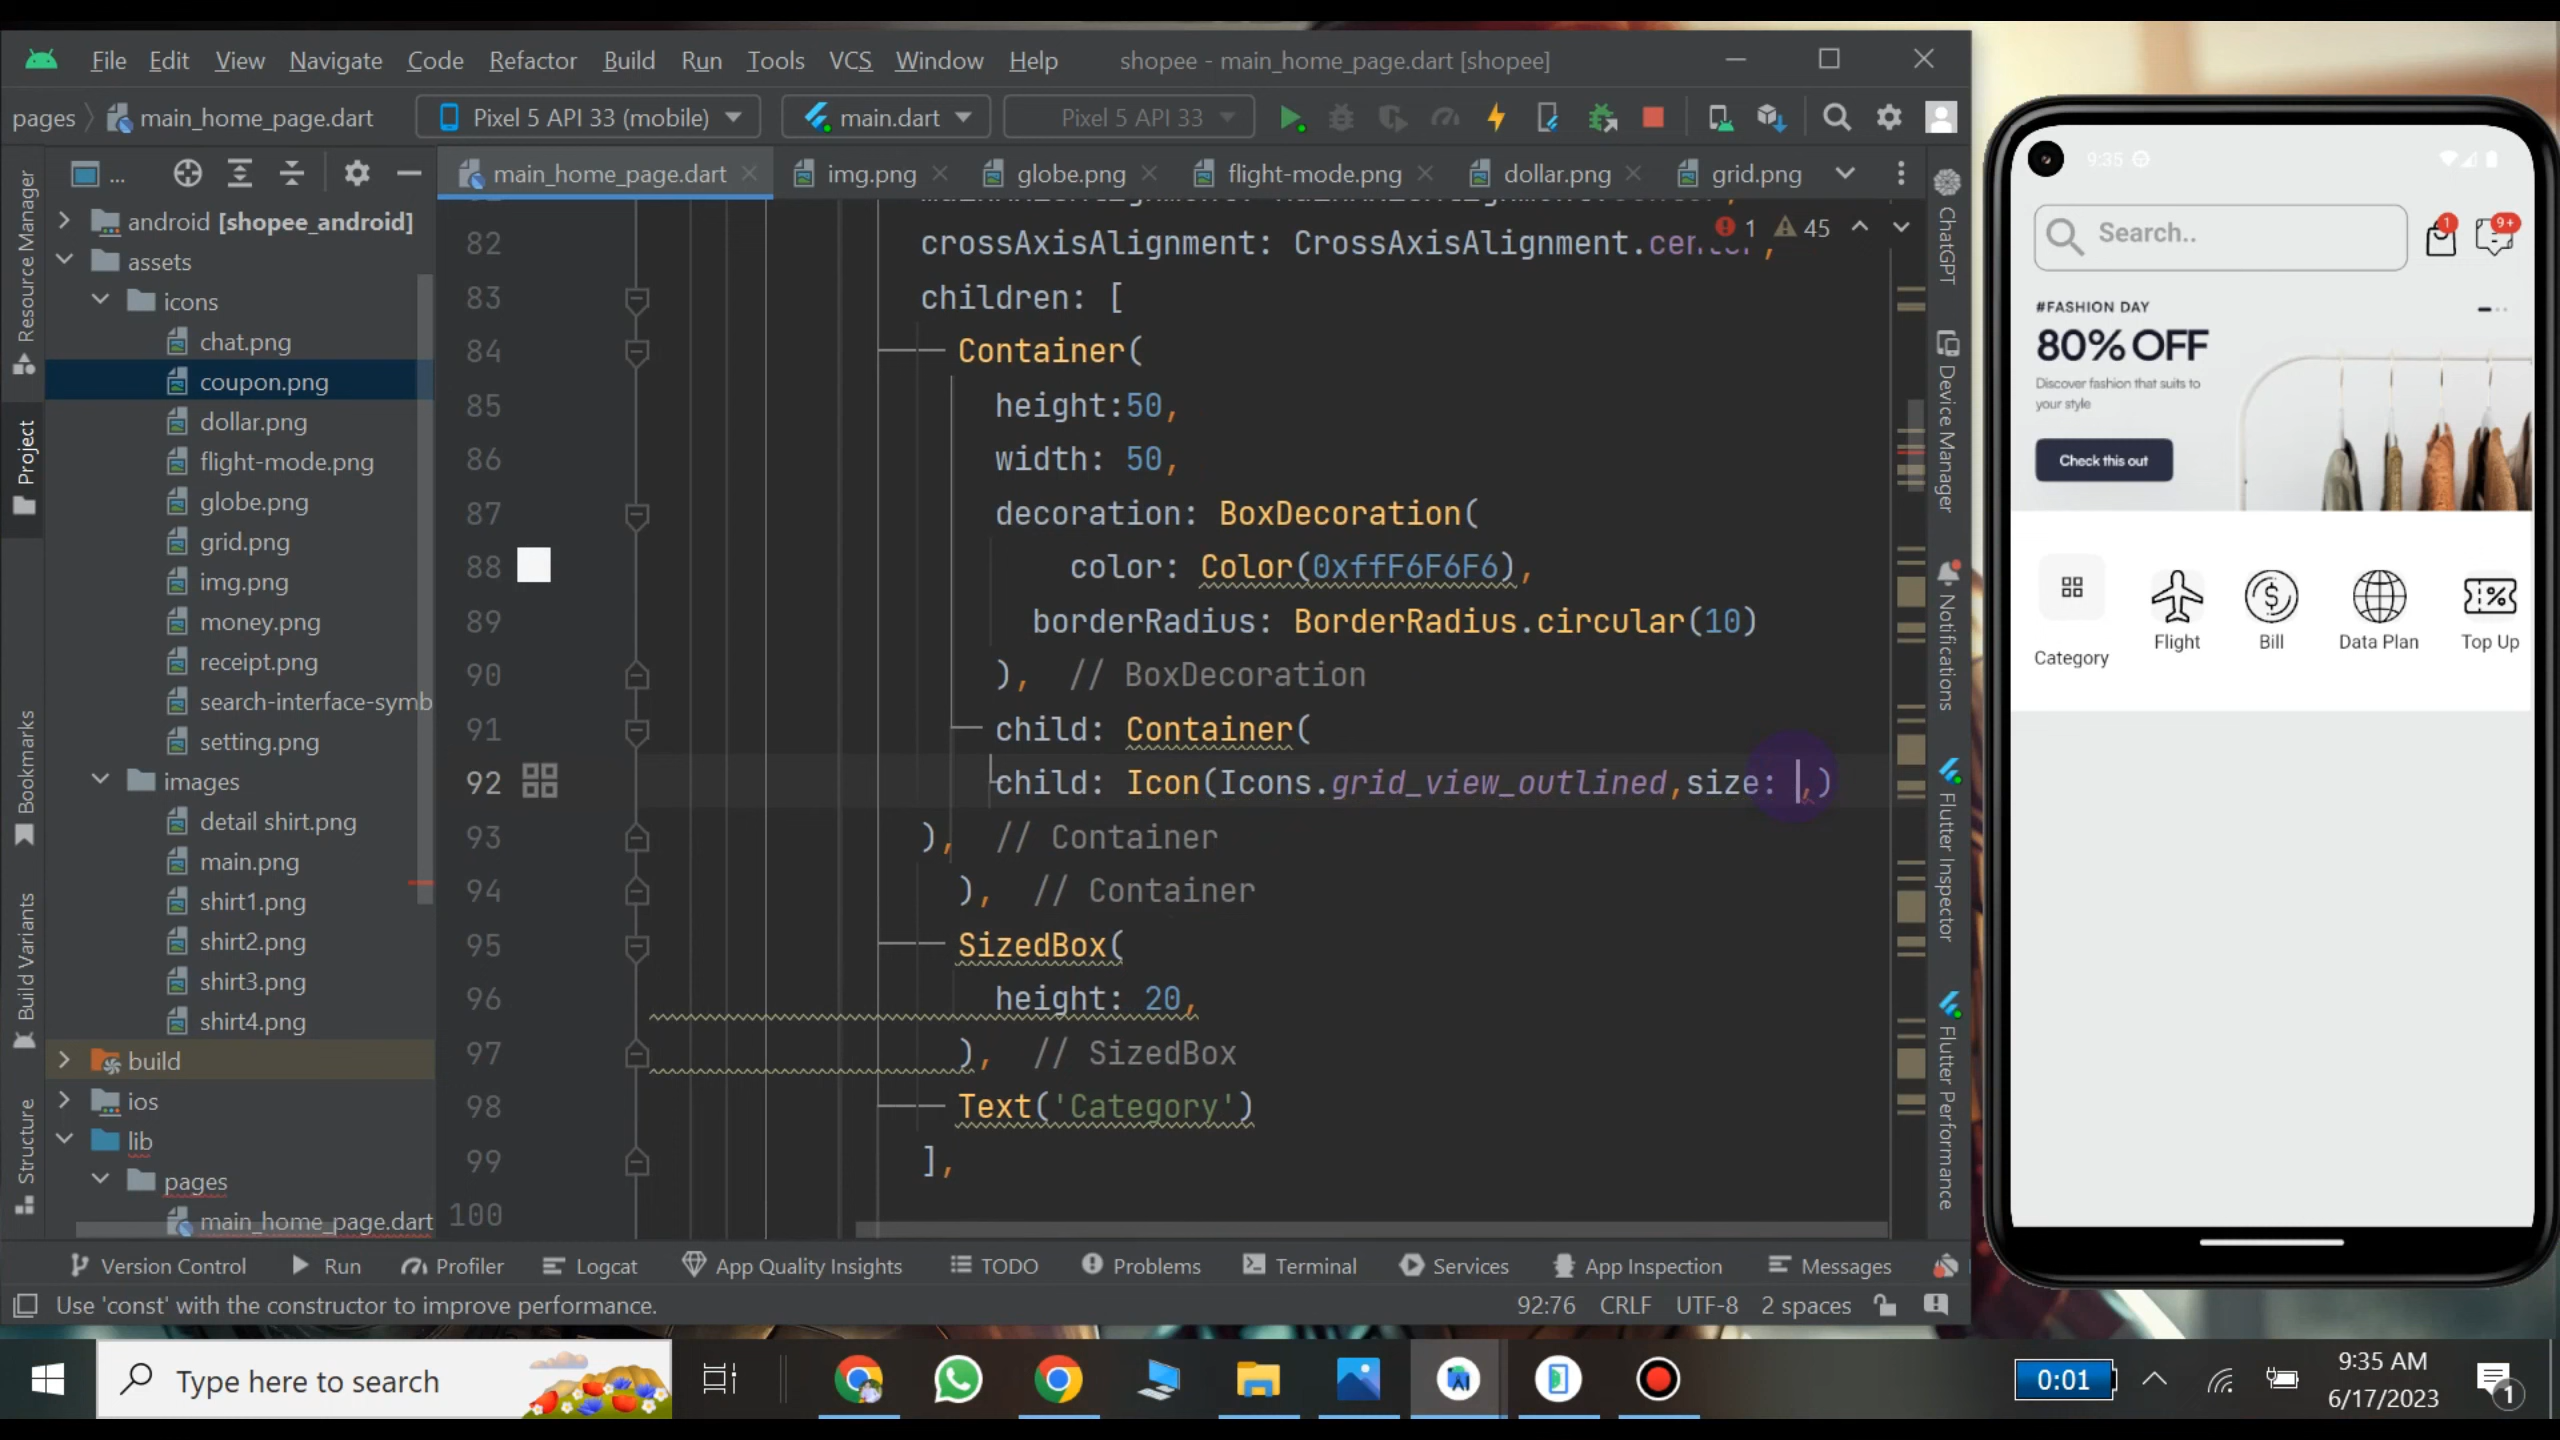 File Edit View Navigate Code Refactor Build Run Tools VCS Window Help shopee - main_home_page.dart [shopee]
pages main_home_page.dart Pixel 5 API 33 (mobile) main.dart Pixel 5 API 33
... main_home_page.dart img.png globe.png flight-mode.png dollar.png grid.png
Resource Manager
Project
Bookmarks
Build Variants
Structure
android [shopee_android]
assets
icons
chat.png
coupon.png
dollar.png
flight-mode.png
globe.png
grid.png
img.png
money.png
receipt.png
search-interface-symb
setting.png
images
detail shirt.png
main.png
shirt1.png
shirt2.png
shirt3.png
shirt4.png
build
ios
lib
pages
main_home_page.dart
1 45
82 crossAxisAlignment: CrossAxisAlignment.center,
83 children: [
84 Container(
85 height:50,
86 width: 50,
87 decoration: BoxDecoration(
88 color: Color(0xffF6F6F6),
89 borderRadius: BorderRadius.circular(10)
90 ), // BoxDecoration
91 child: Container(
92 child: Icon(Icons.grid_view_outlined,size: ,)
93 ), // Container
94 ), // Container
95 SizedBox(
96 height: 20,
97 ), // SizedBox
98 Text('Category')
99 ],
100
ChatGPT
Device Manager
Notifications
Flutter Inspector
Flutter Performance
Version Control Run Profiler Logcat App Quality Insights TODO Problems Terminal Services App Inspection Messages
Use 'const' with the constructor to improve performance. 92:76 CRLF UTF-8 2 spaces
9:35
Search.. 1 9+
#FASHION DAY
80% OFF
Discover fashion that suits to
your style
Check this out
Category Flight Bill Data Plan Top Up
Type here to search
0:01 9:35 AM
6/17/2023 1